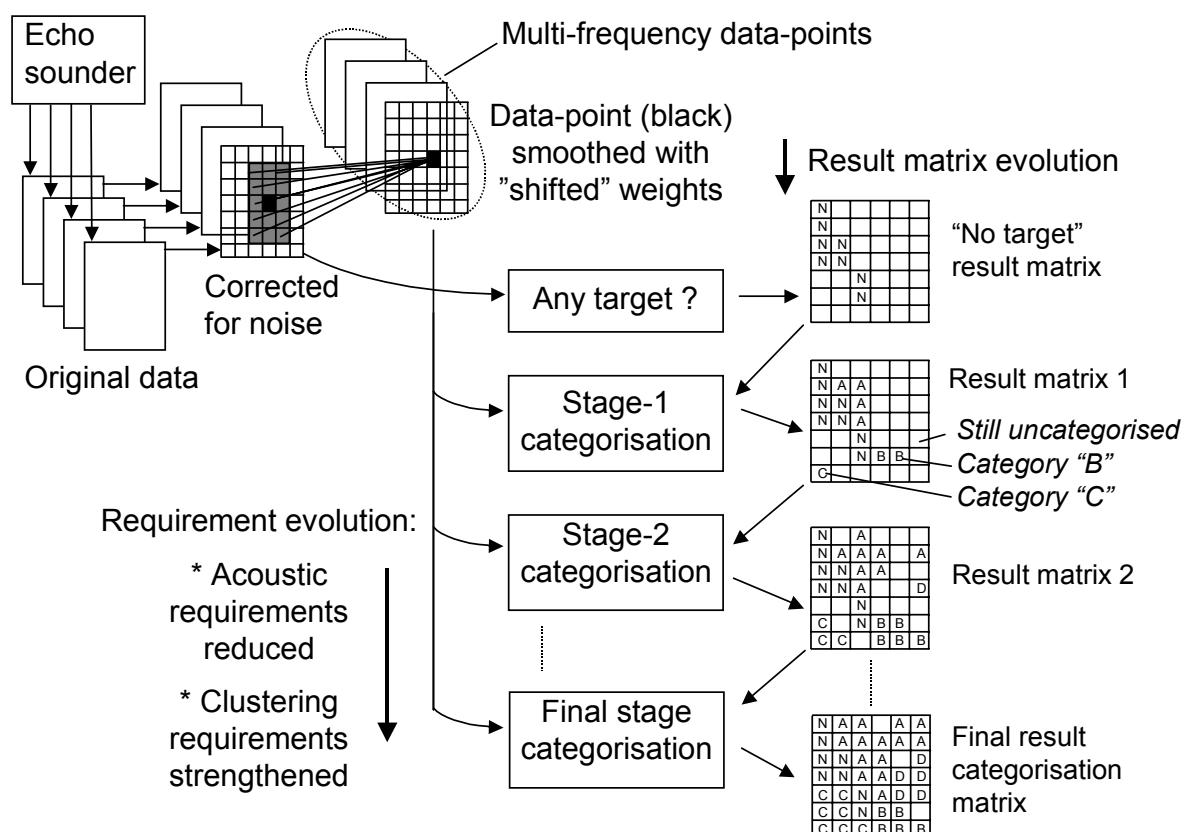 Echo
sounder
Multi-frequency data-points
Data-point (black)
smoothed with
"shifted" weights
Original data
Corrected
for noise
Result matrix evolution
Any target ?
N
N
N N
N N
N
N
“No target”
result matrix
Stage-1
categorisation
N
N A A
N N A
N N A
N
N B B
C
Result matrix 1
Still uncategorised
Category “B”
Category “C”
Requirement evolution:
* Acoustic
requirements
reduced
* Clustering
requirements
strengthened
Stage-2
categorisation
N A
N A A A A
N N A A
N N A D
N
C N B B
C C B B B
Result matrix 2
Final stage
categorisation
N A A A A
N A A A A A
N N A A D
N N A A D D
C C N A D D
C C N B B
C C C B B B
Final result
categorisation
matrix